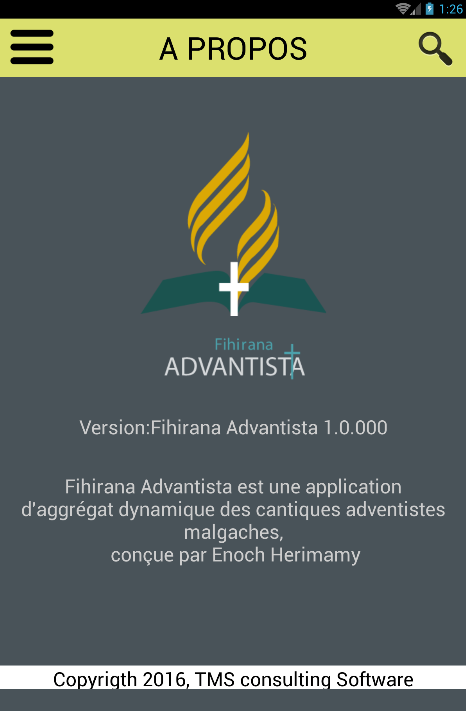 1:26
A PROPOS
Fihirana
ADVANTISTA
Version:Fihirana Advantista 1.0.000
Fihirana Advantista est une application
d'aggrégat dynamique des cantiques adventistes
malgaches,
conçue par Enoch Herimamy
Copyrigth 2016, TMS consulting Software